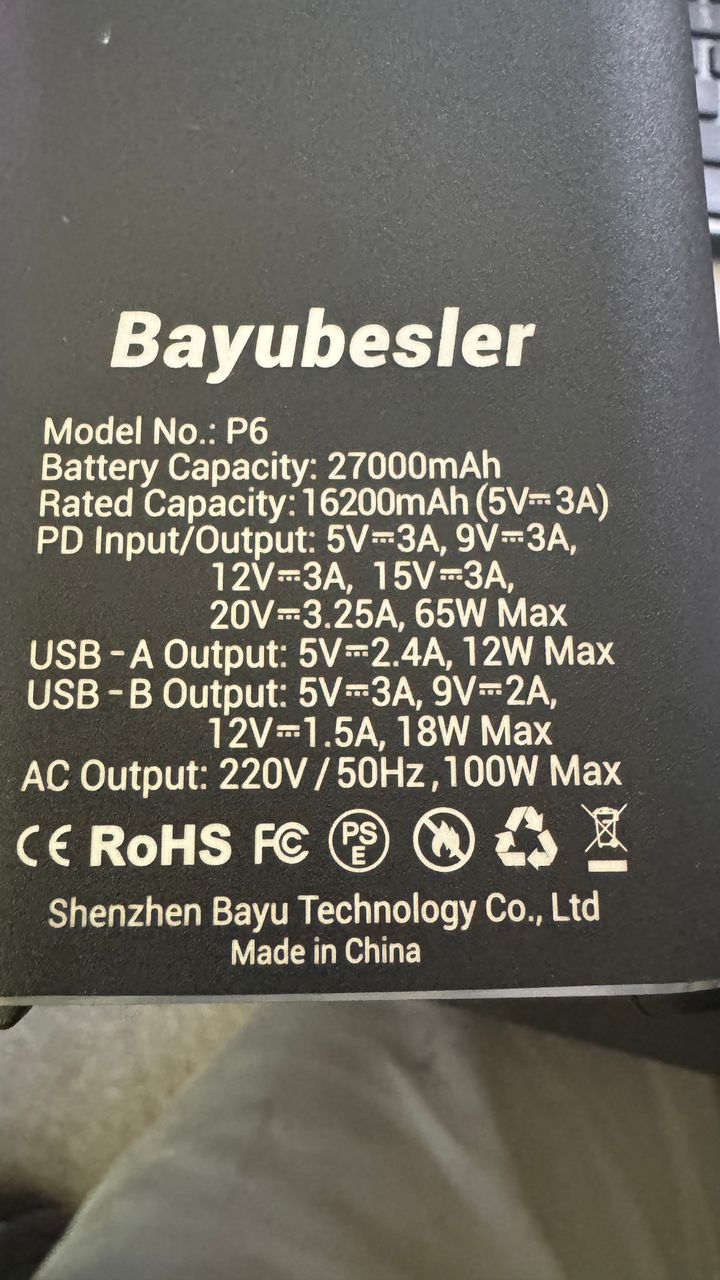 Bayubesler
Model No.: P6
Battery Capacity: 27000mAh
Rated Capacity: 16200mAh (5V⎓3A)
PD Input/Output: 5V⎓3A, 9V⎓3A,
12V⎓3A, 15V⎓3A,
20V⎓3.25A, 65W Max
USB-A Output: 5V⎓2.4A, 12W Max
USB-B Output: 5V⎓3A, 9V⎓2A,
12V⎓1.5A, 18W Max
AC Output: 220V/50Hz, 100W Max
CE RoHS FC PSE
Shenzhen Bayu Technology Co., Ltd
Made in China